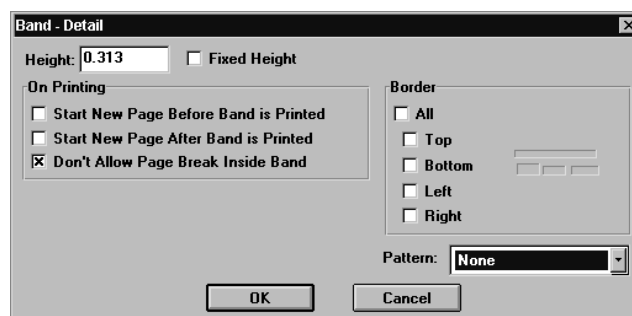 Band - Detail
Height: 0.313 Fixed Height
On Printing
Start New Page Before Band is Printed
Start New Page After Band is Printed
Don't Allow Page Break Inside Band
Border
All
Top
Bottom
Left
Right
Pattern: None
OK Cancel